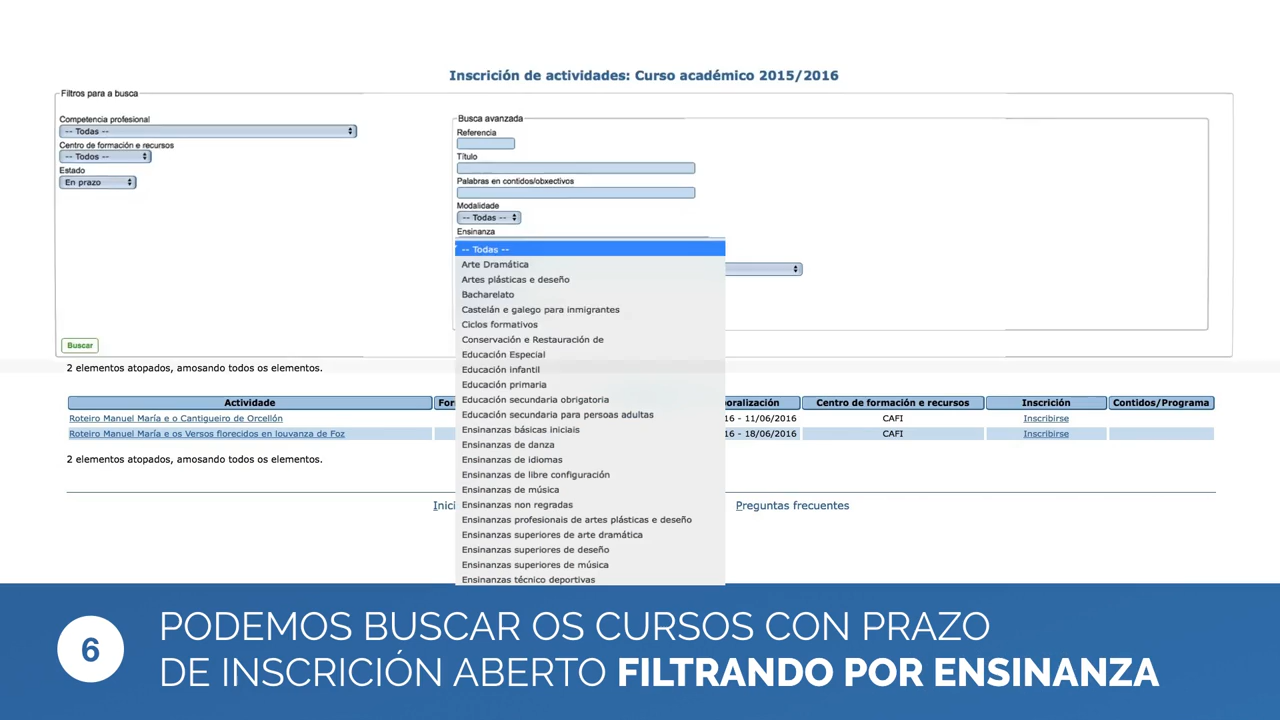 Inscrición de actividades: Curso académico 2015/2016
Filtros para a busca
Competencia profesional
-- Todas --
Centro de formación e recursos
-- Todos --
Estado
En prazo
Busca avanzada
Referencia
Título
Palabras en contidos/obxectivos
Modalidade
-- Todas --
Ensinanza
-- Todas --
Arte Dramática
Artes plásticas e deseño
Bacharelato
Castelán e galego para inmigrantes
Ciclos formativos
Conservación e Restauración de
Educación Especial
Educación infantil
Educación primaria
Educación secundaria obrigatoria
Educación secundaria para persoas adultas
Ensinanzas básicas iniciais
Ensinanzas de danza
Ensinanzas de idiomas
Ensinanzas de libre configuración
Ensinanzas de música
Ensinanzas non regradas
Ensinanzas profesionais de artes plásticas e deseño
Ensinanzas superiores de arte dramática
Ensinanzas superiores de deseño
Ensinanzas superiores de música
Ensinanzas técnico deportivas
Buscar
2 elementos atopados, amosando todos os elementos.
Actividade Centro de formación e recursos Inscrición Contidos/Programa
Roteiro Manuel María e o Cantigueiro de Orcellón - 11/06/2016 CAFI Inscribirse
Roteiro Manuel María e os Versos florecidos en louvanza de Foz - 18/06/2016 CAFI Inscribirse
2 elementos atopados, amosando todos os elementos.
Preguntas frecuentes
6
PODEMOS BUSCAR OS CURSOS CON PRAZO
DE INSCRICIÓN ABERTO FILTRANDO POR ENSINANZA